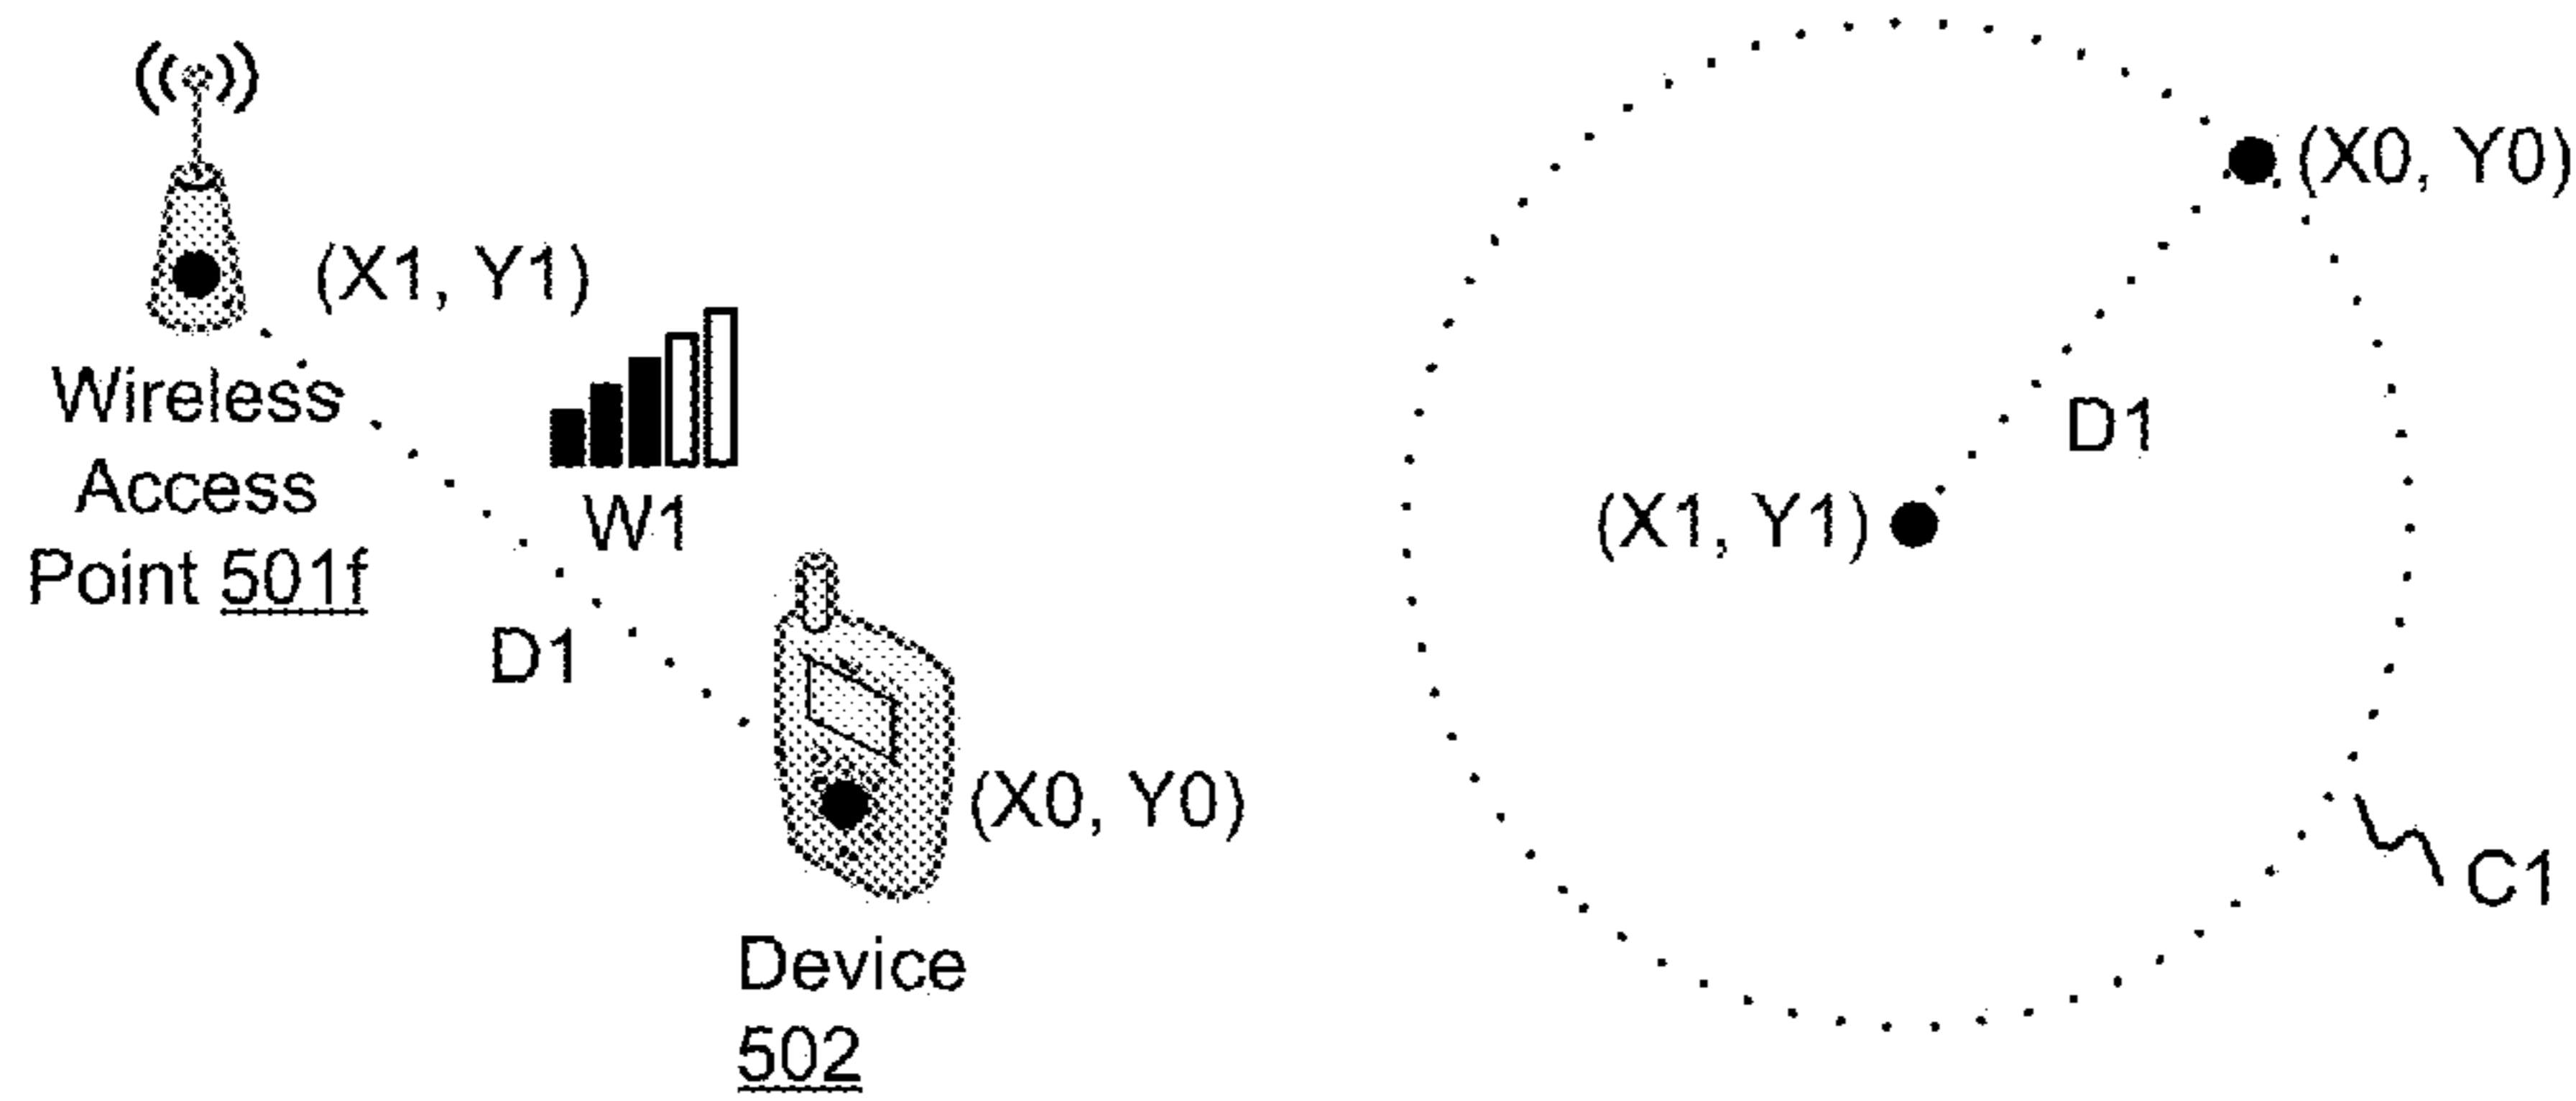 (X1, Y1)
Wireless
Access
Point 501f
W1
D1
(X0, Y0)
Device
502
(X0, Y0)
D1
(X1, Y1)
C1